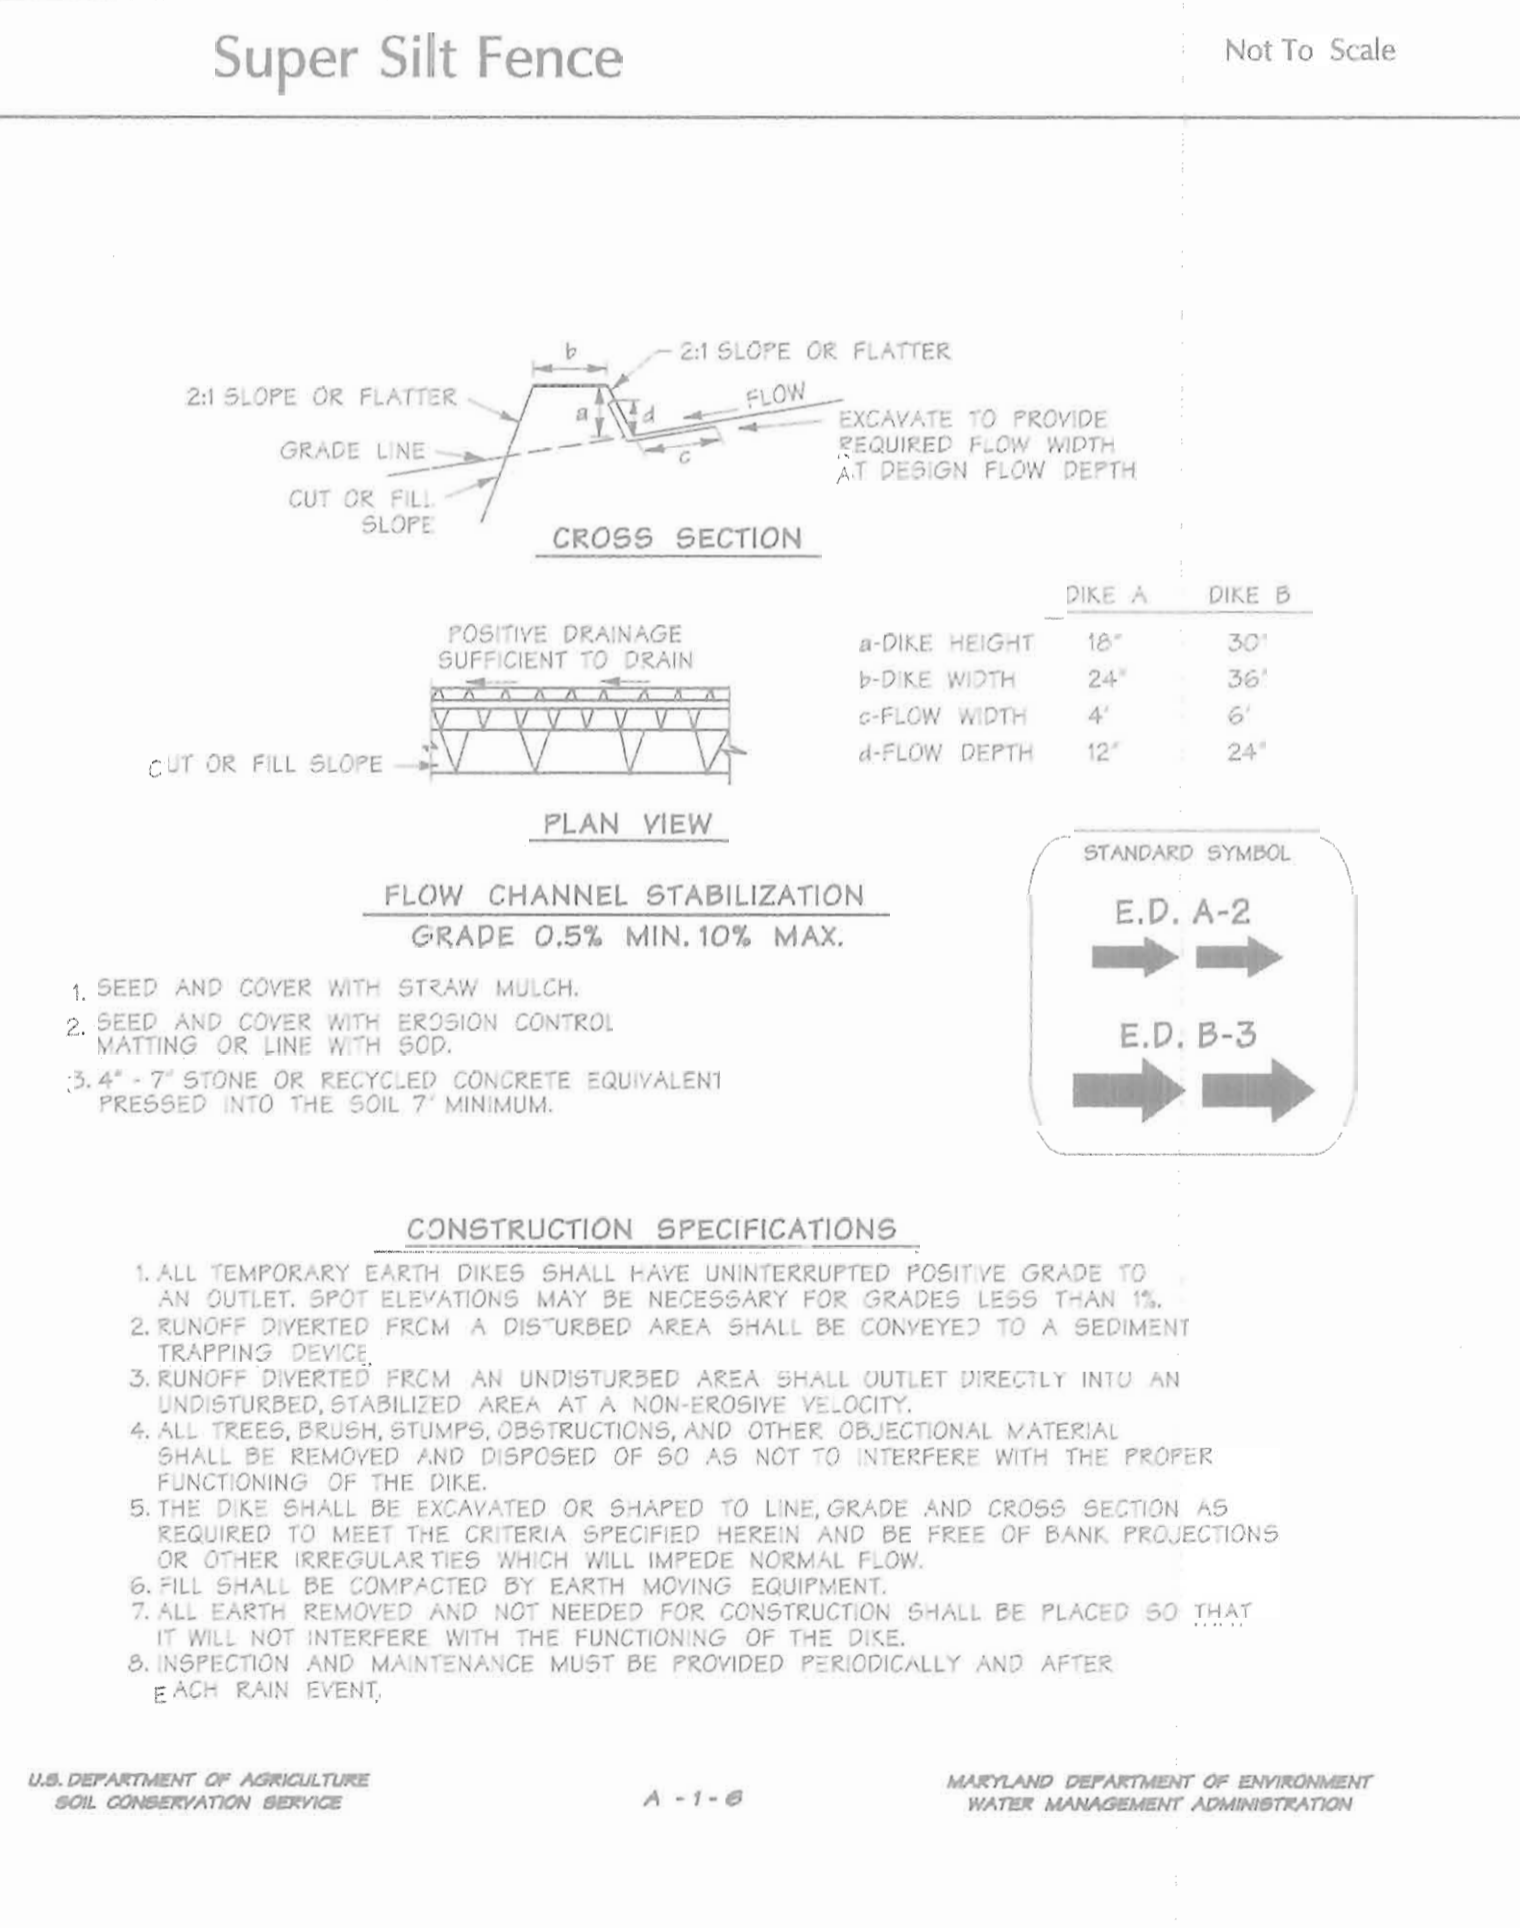 Super Silt Fence
Not To Scale
b
2:1 SLOPE OR FLATTER
2:1 SLOPE OR FLATTER
a
d
FLOW
GRADE LINE
c
EXCAVATE TO PROVIDE
REQUIRED FLOW WIDTH
AT DESIGN FLOW DEPTH
CUT OR FILL
SLOPE
CROSS SECTION
DIKE A DIKE B
a-DIKE HEIGHT 18" 30"
b-DIKE WIDTH 24" 36"
c-FLOW WIDTH 4' 6'
d-FLOW DEPTH 12" 24"
POSITIVE DRAINAGE
SUFFICIENT TO DRAIN
CUT OR FILL SLOPE
PLAN VIEW
STANDARD SYMBOL
E.D. A-2
E.D. B-3
FLOW CHANNEL STABILIZATION
GRADE 0.5% MIN. 10% MAX.
1. SEED AND COVER WITH STRAW MULCH.
2. SEED AND COVER WITH EROSION CONTROL
MATTING OR LINE WITH SOD.
3. 4" - 7" STONE OR RECYCLED CONCRETE EQUIVALENT
PRESSED INTO THE SOIL 7" MINIMUM.
CONSTRUCTION SPECIFICATIONS
1. ALL TEMPORARY EARTH DIKES SHALL HAVE UNINTERRUPTED POSITIVE GRADE TO
AN OUTLET. SPOT ELEVATIONS MAY BE NECESSARY FOR GRADES LESS THAN 1%.
2. RUNOFF DIVERTED FROM A DISTURBED AREA SHALL BE CONVEYED TO A SEDIMENT
TRAPPING DEVICE.
3. RUNOFF DIVERTED FROM AN UNDISTURBED AREA SHALL OUTLET DIRECTLY INTO AN
UNDISTURBED, STABILIZED AREA AT A NON-EROSIVE VELOCITY.
4. ALL TREES, BRUSH, STUMPS, OBSTRUCTIONS, AND OTHER OBJECTIONAL MATERIAL
SHALL BE REMOVED AND DISPOSED OF SO AS NOT TO INTERFERE WITH THE PROPER
FUNCTIONING OF THE DIKE.
5. THE DIKE SHALL BE EXCAVATED OR SHAPED TO LINE, GRADE AND CROSS SECTION AS
REQUIRED TO MEET THE CRITERIA SPECIFIED HEREIN AND BE FREE OF BANK PROJECTIONS
OR OTHER IRREGULARTIES WHICH WILL IMPEDE NORMAL FLOW.
6. FILL SHALL BE COMPACTED BY EARTH MOVING EQUIPMENT.
7. ALL EARTH REMOVED AND NOT NEEDED FOR CONSTRUCTION SHALL BE PLACED SO THAT
IT WILL NOT INTERFERE WITH THE FUNCTIONING OF THE DIKE.
8. INSPECTION AND MAINTENANCE MUST BE PROVIDED PERIODICALLY AND AFTER
EACH RAIN EVENT.
U.S. DEPARTMENT OF AGRICULTURE
SOIL CONSERVATION SERVICE
A - 1 - 6
MARYLAND DEPARTMENT OF ENVIRONMENT
WATER MANAGEMENT ADMINISTRATION